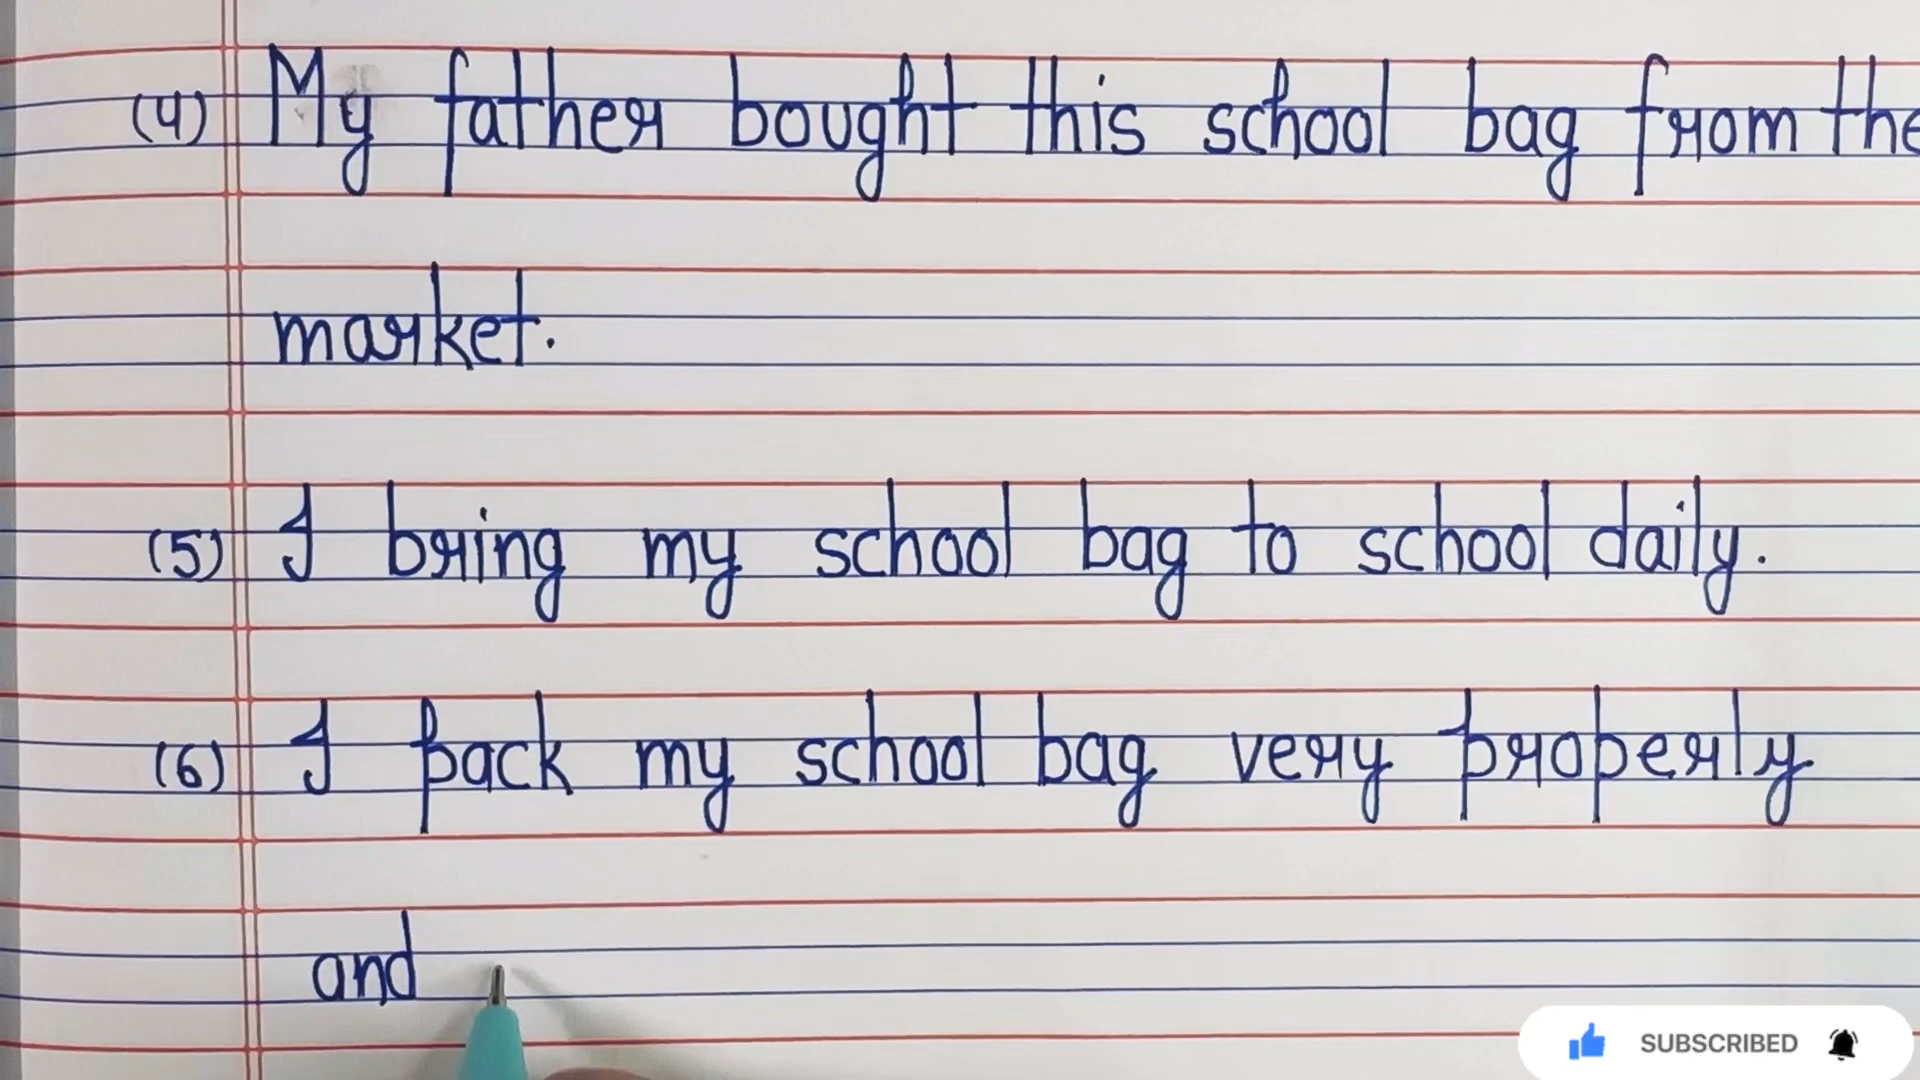 (4) My father bought this school bag from the
market.
(5) I bring my school bag to school daily.
(6) I pack my school bag very properly
and
SUBSCRIBED